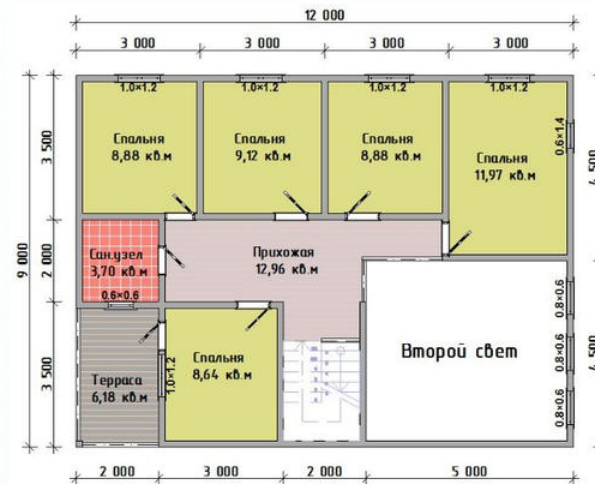 12 000
3 000
3 000
3 000
3 000
1.0×1.2
1.0×1.2
1.0×1.2
1.0×1.2
3 500
Спальня
8,88 кв.м
Спальня
9,12 кв.м
Спальня
8,88 кв.м
Спальня
11,97 кв.м
0.6×1.4
4 500
9 000
2 000
Сан.узел
3,70 кв.м
0.6×0.6
Прихожая
12,96 кв.м
3 500
Терраса
6,18 кв.м
1.0×1.2
Спальня
8,64 кв.м
Второй свет
0.8×0.6
0.8×0.6
0.8×0.6
4 500
2 000
3 000
2 000
5 000